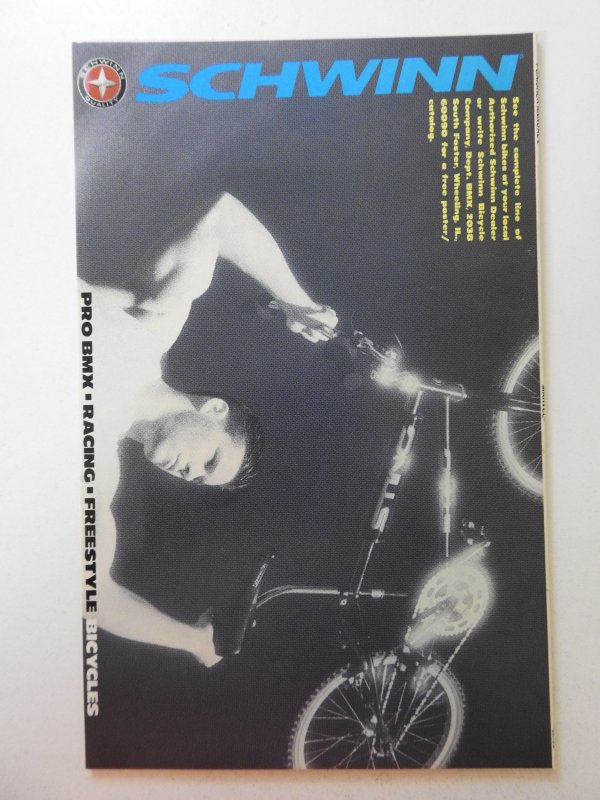 SCHWINN QUALITY
SCHWINN
See the complete line of
Schwinn bikes at your local
Authorized Schwinn Dealer
or write Schwinn Bicycle
Company, Dept. BMX, 2038
South Foster, Wheeling, IL.,
60090 for a free poster/
catalog.
PRO BMX ▪ RACING ▪ FREESTYLE BICYCLES